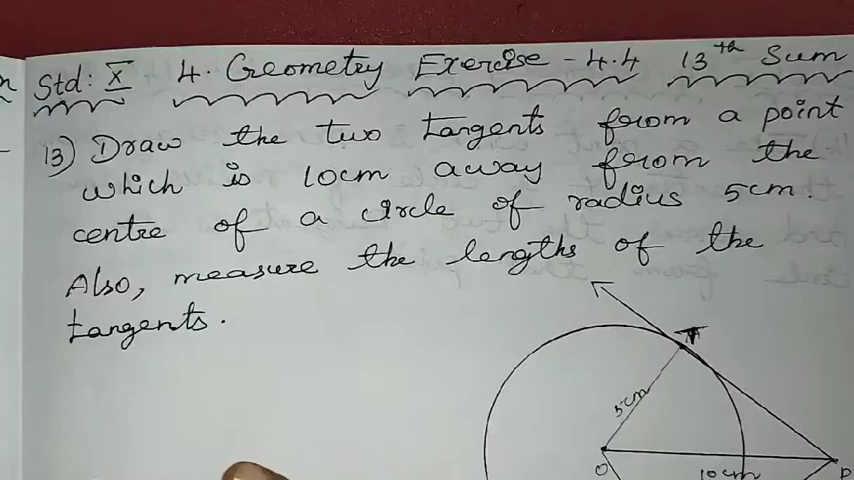 Std: X 4. Geometry Exercise - 4.4 13th Sum
13) Draw the two tangents from a point
which is 10cm away from the
centre of a circle of radius 5cm.
Also, measure the lengths of the
tangents.
A
5cm
O 10cm P